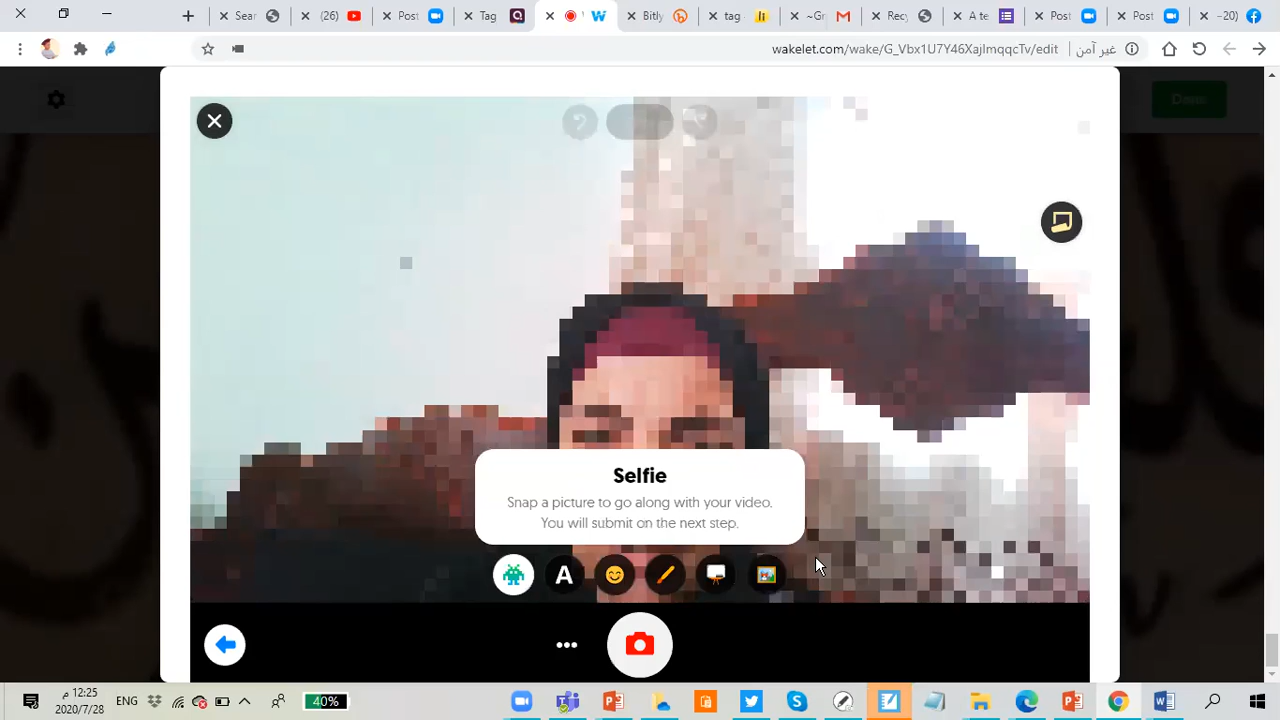 Sear
(26)
Post
Tag
Bitly
tag
~Gr
Recy
A te
Post
Post
-20)
wakelet.com/wake/G_Vbx1U7Y46XajImqqcTv/edit
غير آمن
Done
Selfie
Snap a picture to go along with your video.
You will submit on the next step.
A
12:25 م
2020/7/28
ENG
40%